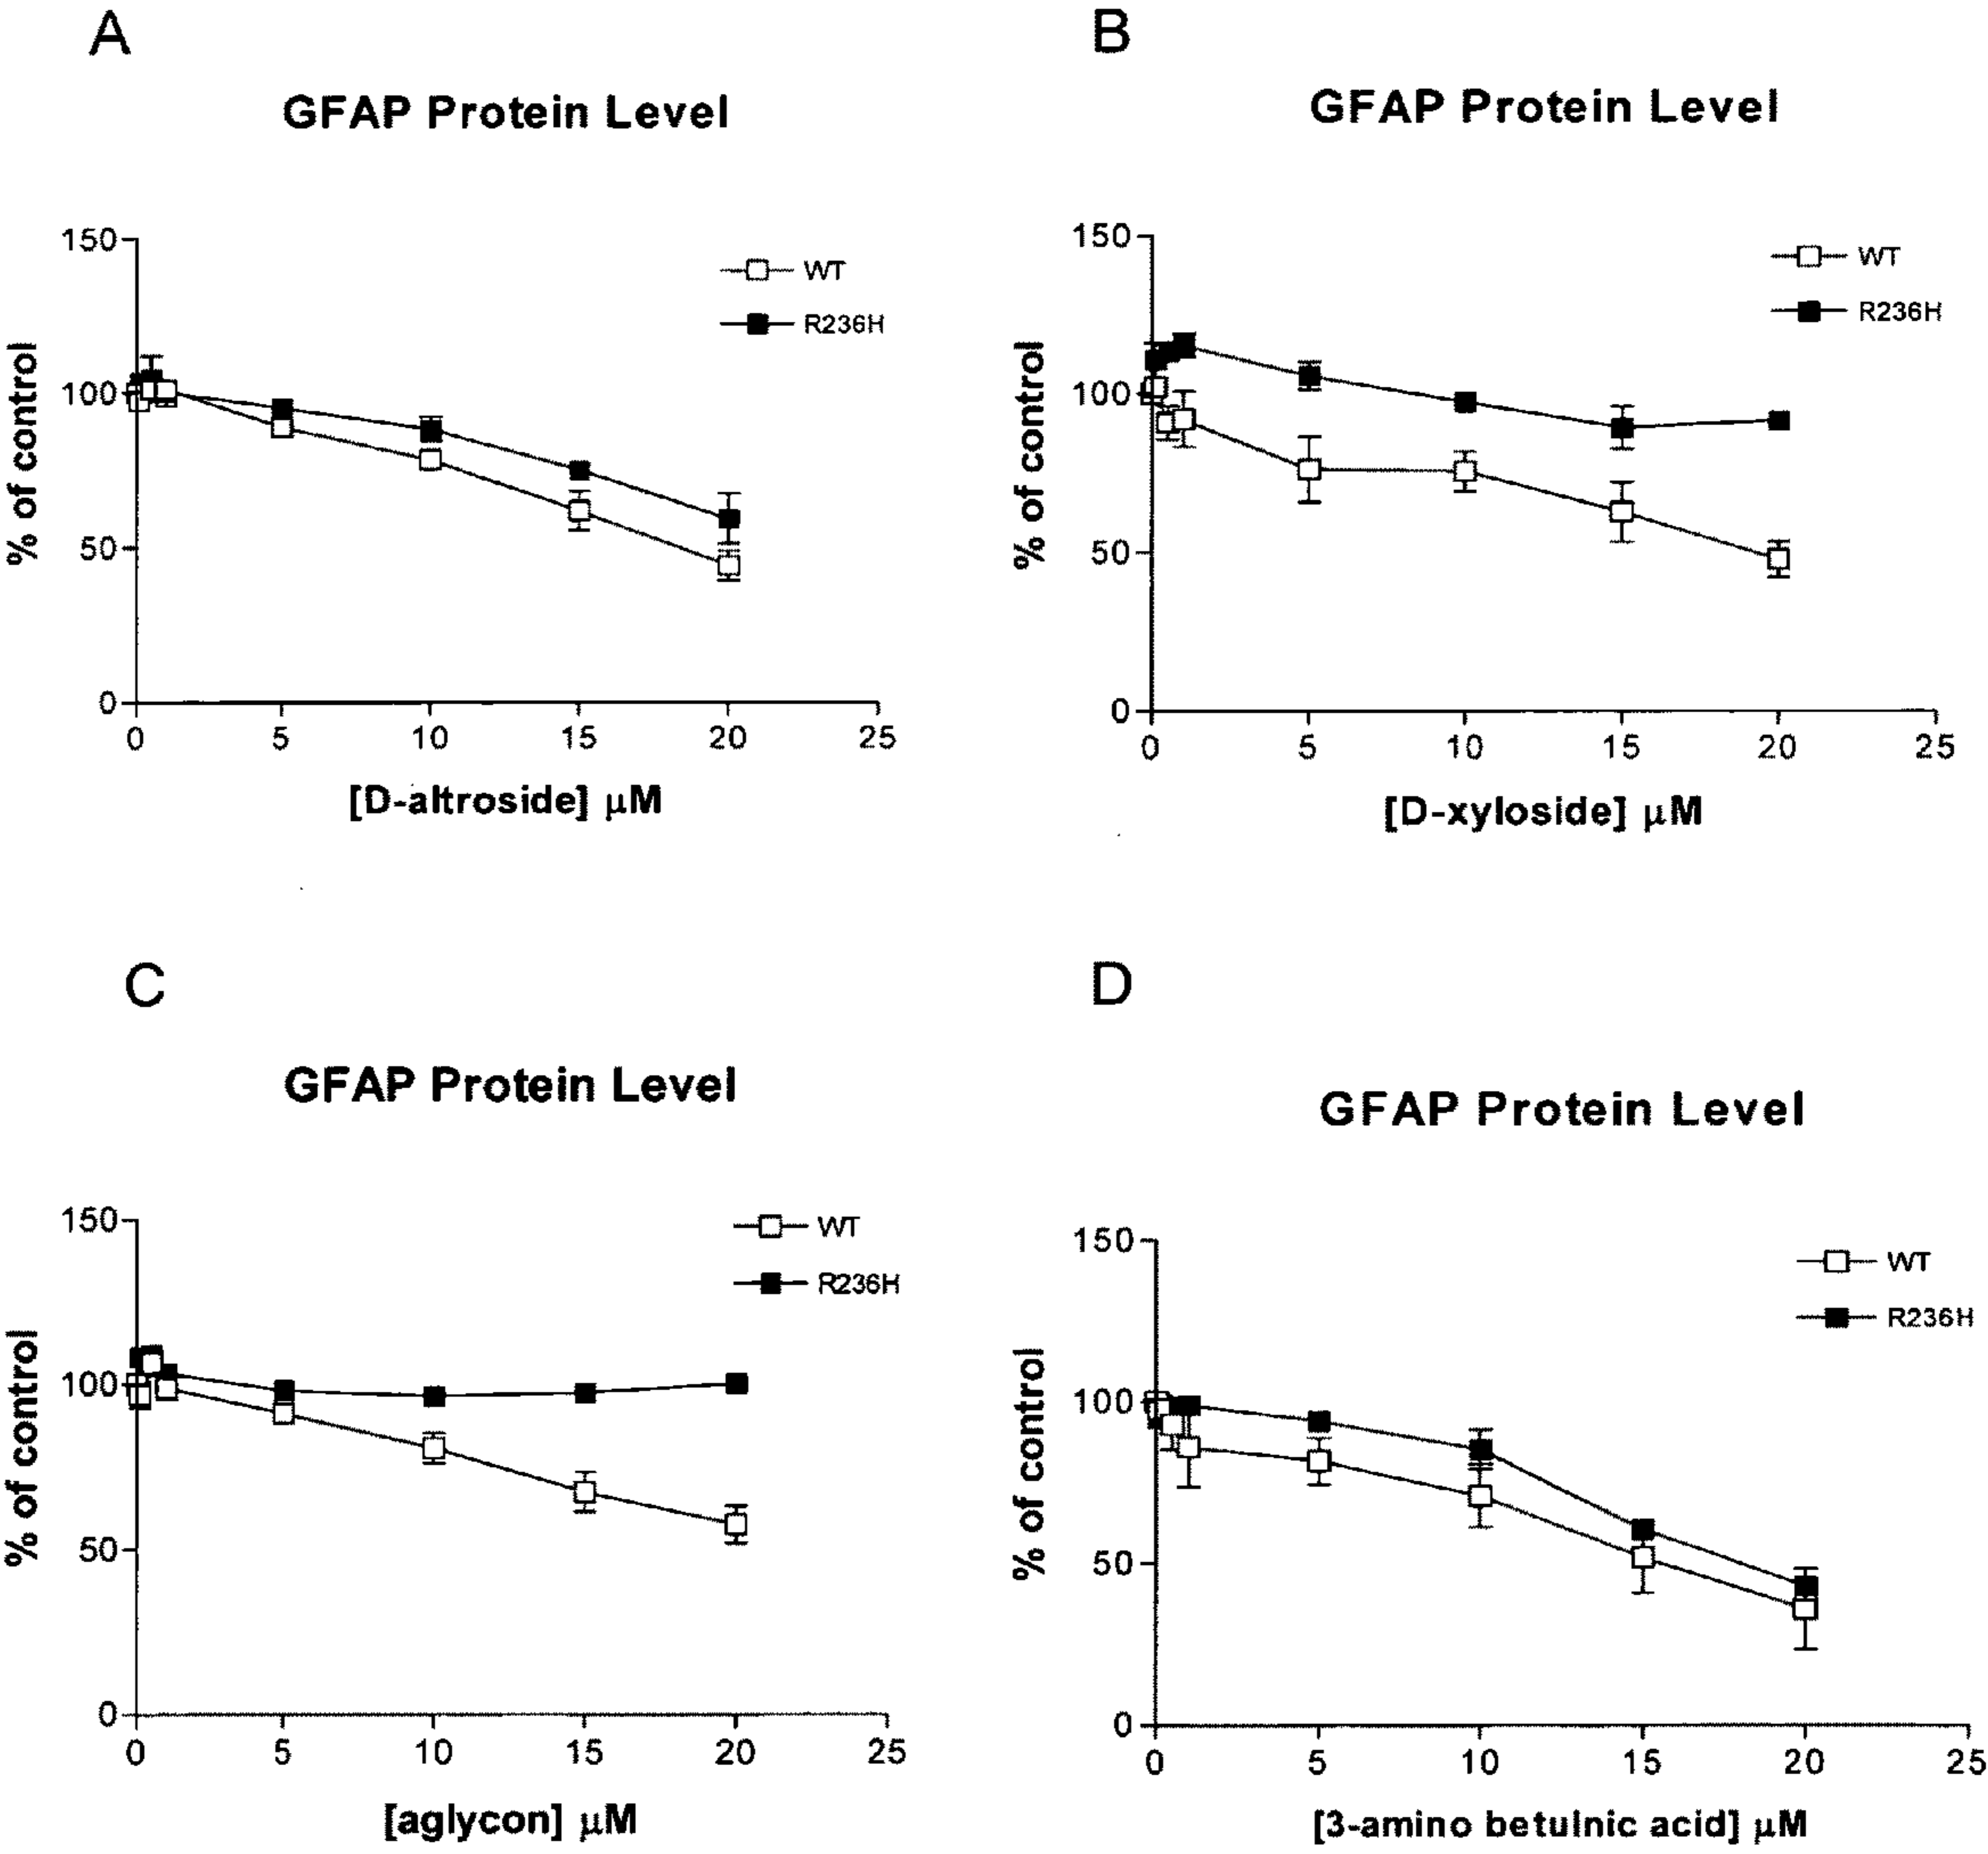 A
GFAP Protein Level
150
100
50
0
% of control
WT
R236H
0 5 10 15 20 25
[D-altroside] μM
B
GFAP Protein Level
150
100
50
0
% of control
WT
R236H
0 5 10 15 20 25
[D-xyloside] μM
C
GFAP Protein Level
150
100
50
0
% of control
WT
R236H
0 5 10 15 20 25
[aglycon] μM
D
GFAP Protein Level
150
100
50
0
% of control
WT
R236H
0 5 10 15 20 25
[3-amino betulnic acid] μM